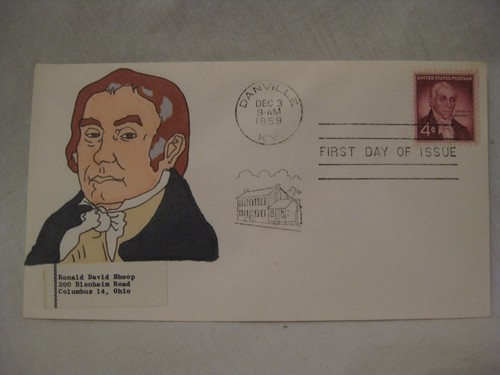 DANVILLE
DEC 3
9-AM
1959
KY.
UNITED STATES POSTAGE
4¢
FIRST DAY OF ISSUE
Ronald David Shoop
200 Blenheim Road
Columbus 14, Ohio